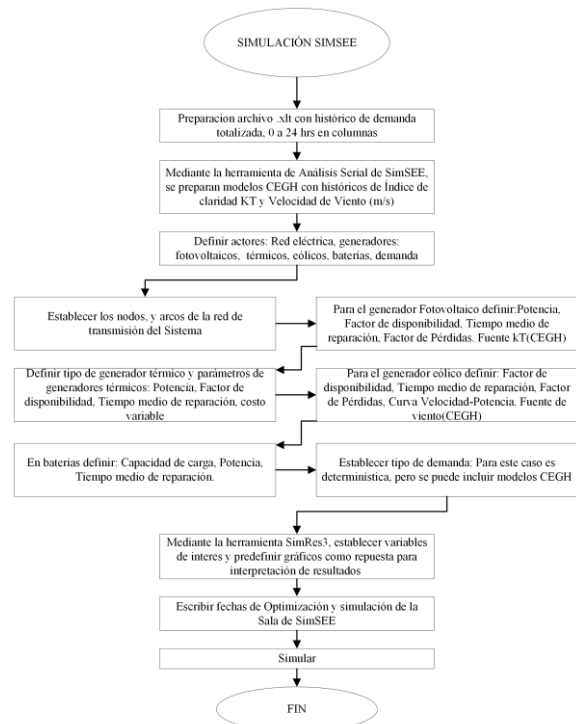 SIMULACIÓN SIMSEE
Preparacion archivo .xlt con histórico de demanda
totalizada, 0 a 24 hrs en columnas
Mediante la herramienta de Análisis Serial de SimSEE,
se preparan modelos CEGH con históricos de Índice de
claridad KT y Velocidad de Viento (m/s)
Definir actores: Red eléctrica, generadores:
fotovoltaicos, térmicos, eólicos, baterías, demanda
Establecer los nodos, y arcos de la red de
transmisión del Sistema
Para el generador Fotovoltaico definir:Potencia,
Factor de disponibilidad, Tiempo medio de
reparación, Factor de Pérdidas. Fuente kT(CEGH)
Definir tipo de generador térmico y parámetros de
generadores térmicos: Potencia, Factor de
disponibilidad, Tiempo medio de reparación, costo
variable
Para el generador eólico definir: Factor de
disponibilidad, Tiempo medio de reparación, Factor
de Pérdidas, Curva Velocidad-Potencia. Fuente de
viento(CEGH)
En baterías definir: Capacidad de carga, Potencia,
Tiempo medio de reparación.
Establecer tipo de demanda: Para este caso es
determinística, pero se puede incluir modelos CEGH
Mediante la herramienta SimRes3, establecer variables
de interes y predefinir gráficos como repuesta para
interpretación de resultados
Escribir fechas de Optimización y simulación de la
Sala de SimSEE
Simular
FIN